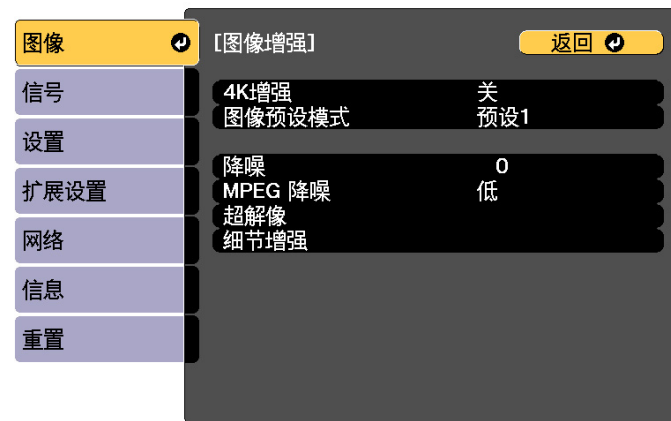 图像
信号
设置
扩展设置
网络
信息
重置
[图像增强] 返回
4K增强 关
图像预设模式 预设1
降噪 0
MPEG 降噪 低
超解像
细节增强